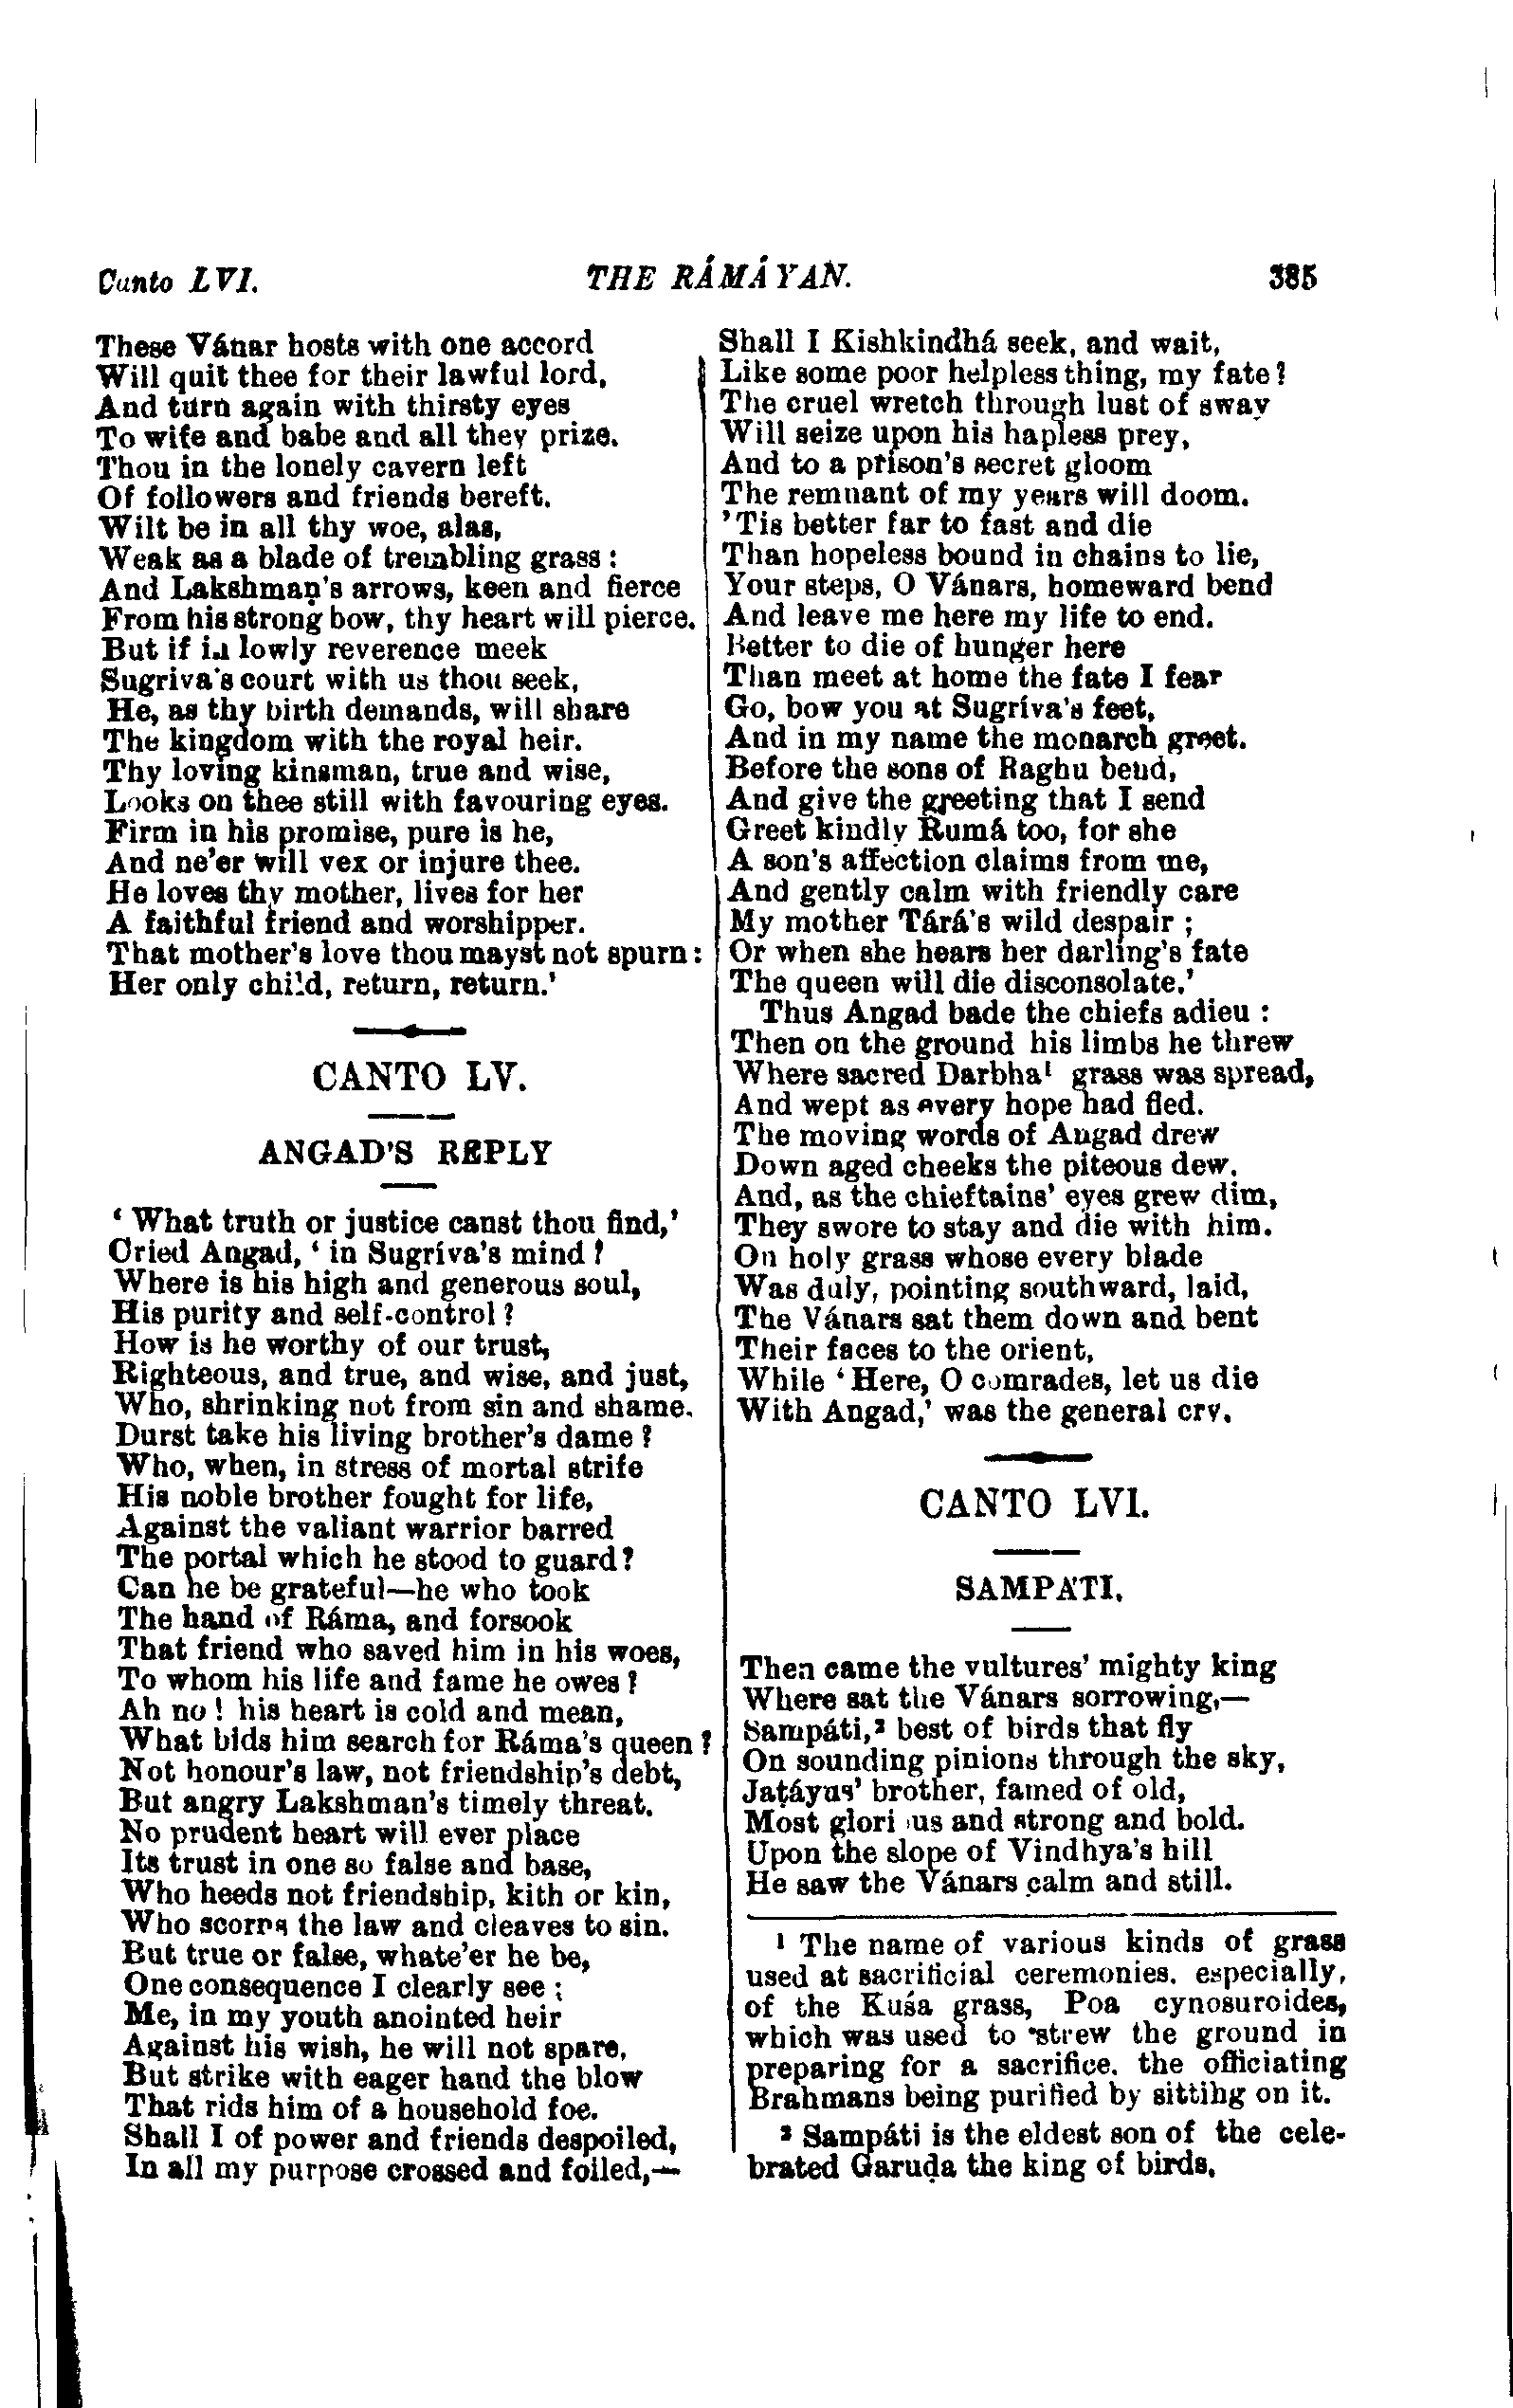 Canto LVI. THE RÁMÁYAN. 385
These Vánar hosts with one accord
Will quit thee for their lawful lord,
And turn again with thirsty eyes
To wife and babe and all they prize.
Thou in the lonely cavern left
Of followers and friends bereft.
Wilt be in all thy woe, alas,
Weak as a blade of trembling grass :
And Lakshmaṇ's arrows, keen and fierce
From his strong bow, thy heart will pierce.
But if in lowly reverence meek
Sugriva's court with us thou seek,
He, as thy birth demands, will share
The kingdom with the royal heir.
Thy loving kinsman, true and wise,
Looks on thee still with favouring eyes.
Firm in his promise, pure is he,
And ne'er will vex or injure thee.
He loves thy mother, lives for her
A faithful friend and worshipper.
That mother's love thou mayst not spurn :
Her only child, return, return.'
CANTO LV.
ANGAD'S REPLY
' What truth or justice canst thou find,'
Cried Angad, ' in Sugríva's mind ?
Where is his high and generous soul,
His purity and self-control ?
How is he worthy of our trust,
Righteous, and true, and wise, and just,
Who, shrinking not from sin and shame.
Durst take his living brother's dame ?
Who, when, in stress of mortal strife
His noble brother fought for life,
Against the valiant warrior barred
The portal which he stood to guard ?
Can he be grateful—he who took
The hand of Ráma, and forsook
That friend who saved him in his woes,
To whom his life and fame he owes ?
Ah no ! his heart is cold and mean,
What bids him search for Ráma's queen ?
Not honour's law, not friendship's debt,
But angry Lakshman's timely threat.
No prudent heart will ever place
Its trust in one so false and base,
Who heeds not friendship, kith or kin,
Who scorns the law and cleaves to sin.
But true or false, whate'er he be,
One consequence I clearly see ;
Me, in my youth anointed heir
Against his wish, he will not spare,
But strike with eager hand the blow
That rids him of a household foe.
Shall I of power and friends despoiled,
In all my purpose crossed and foiled,—
Shall I Kishkindhá seek, and wait,
Like some poor helpless thing, my fate ?
The cruel wretch through lust of sway
Will seize upon his hapless prey,
And to a prison's secret gloom
The remnant of my years will doom.
'Tis better far to fast and die
Than hopeless bound in chains to lie,
Your steps, O Vánars, homeward bend
And leave me here my life to end.
Better to die of hunger here
Than meet at home the fate I fear
Go, bow you at Sugríva's feet,
And in my name the monarch greet.
Before the sons of Raghu bend,
And give the greeting that I send
Greet kindly Rumá too, for she
A son's affection claims from me,
And gently calm with friendly care
My mother Tárá's wild despair ;
Or when she hears her darling's fate
The queen will die disconsolate.'
Thus Angad bade the chiefs adieu :
Then on the ground his limbs he threw
Where sacred Darbha¹ grass was spread,
And wept as every hope had fled.
The moving words of Angad drew
Down aged cheeks the piteous dew.
And, as the chieftains' eyes grew dim,
They swore to stay and die with him.
On holy grass whose every blade
Was duly, pointing southward, laid,
The Vánars sat them down and bent
Their faces to the orient,
While ' Here, O comrades, let us die
With Angad,' was the general cry.
CANTO LVI.
SAMPÁTI.
Then came the vultures' mighty king
Where sat the Vánars sorrowing,—
Sampáti,² best of birds that fly
On sounding pinions through the sky,
Jaṭáyus' brother, famed of old,
Most glorious and strong and bold.
Upon the slope of Vindhya's hill
He saw the Vánars calm and still.
¹ The name of various kinds of grass
used at sacrificial ceremonies. especially,
of the Kuśa grass, Poa cynosuroides,
which was used to strew the ground in
preparing for a sacrifice. the officiating
Brahmans being purified by sittihg on it.
² Sampáti is the eldest son of the cele-
brated Garuḍa the king of birds.